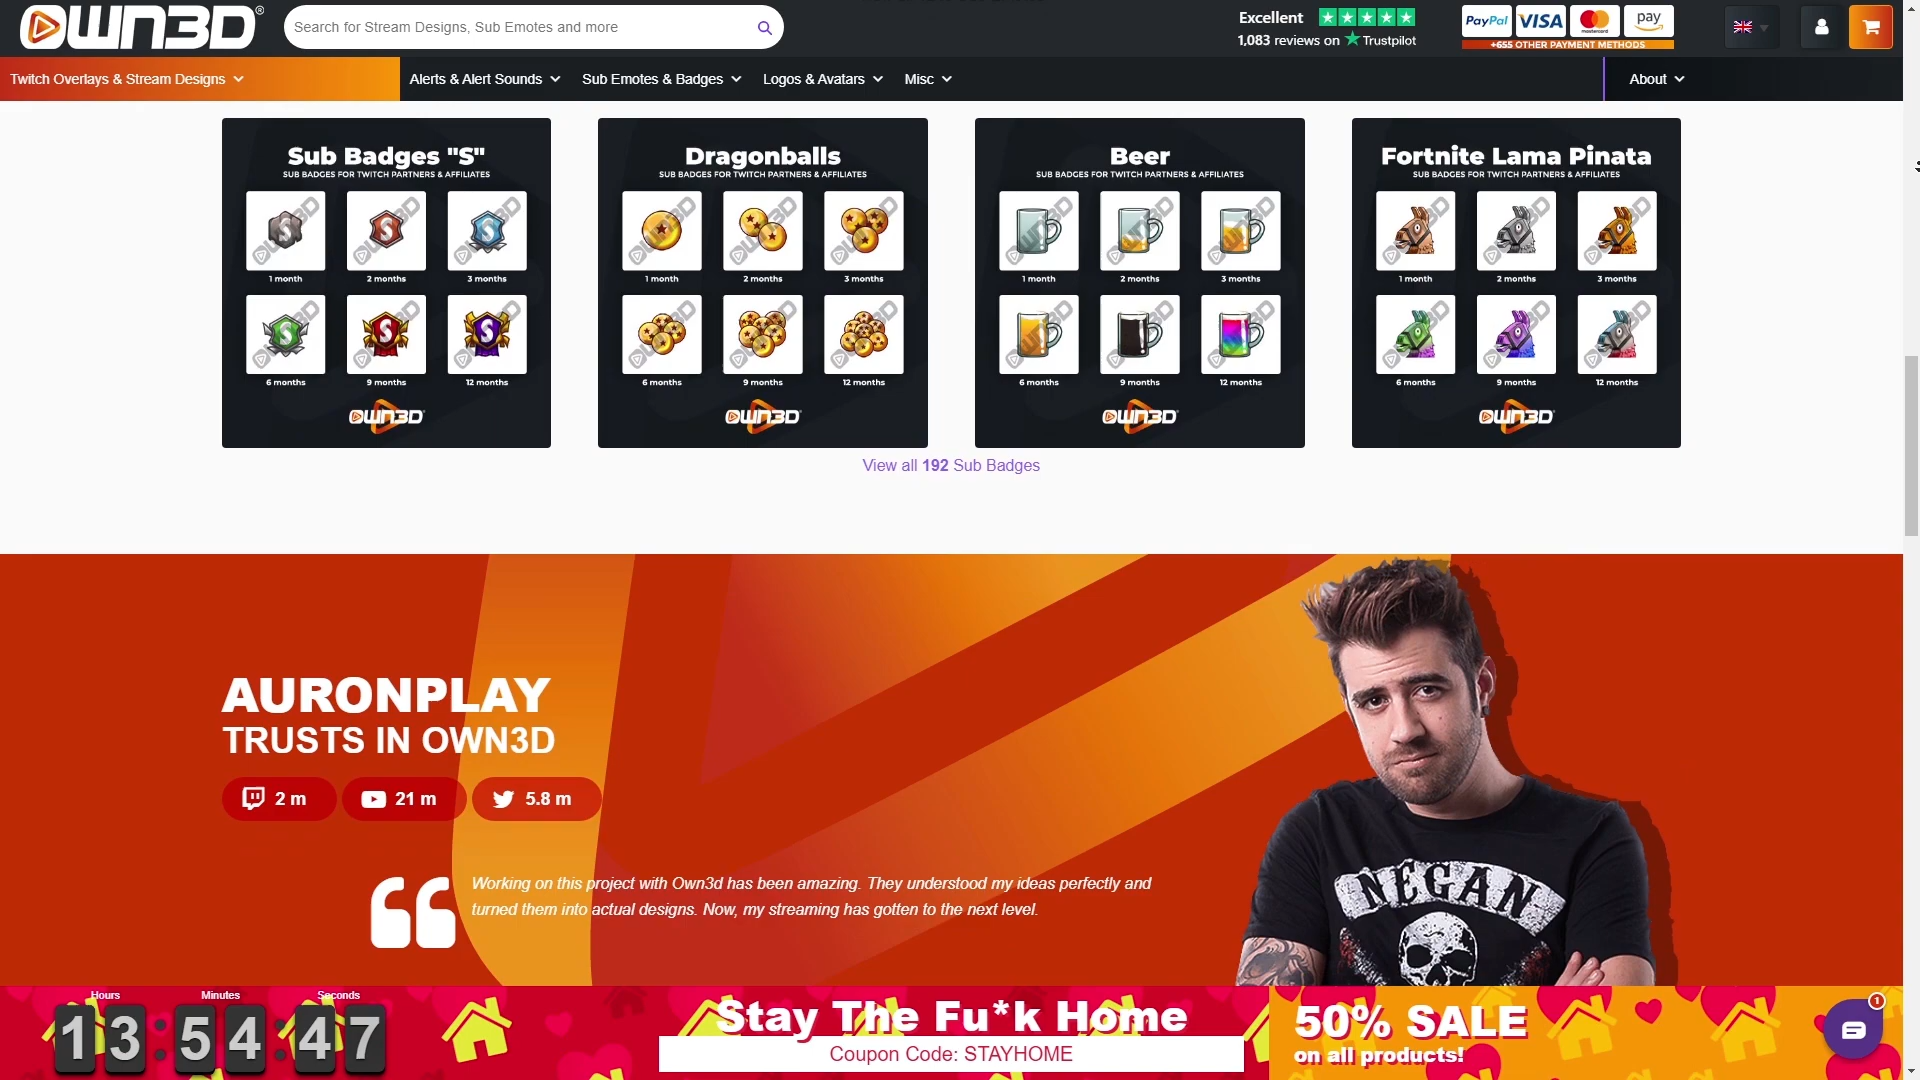 OWN3D®
Search for Stream Designs, Sub Emotes and more
Excellent
1,083 reviews on Trustpilot
PayPal VISA mastercard pay
+655 OTHER PAYMENT METHODS
Twitch Overlays & Stream Designs
Alerts & Alert Sounds
Sub Emotes & Badges
Logos & Avatars
Misc
About
Sub Badges "S"
SUB BADGES FOR TWITCH PARTNERS & AFFILIATES
1 month 2 months 3 months
6 months 9 months 12 months
OWN3D
Dragonballs
SUB BADGES FOR TWITCH PARTNERS & AFFILIATES
1 month 2 months 3 months
6 months 9 months 12 months
OWN3D
Beer
SUB BADGES FOR TWITCH PARTNERS & AFFILIATES
1 month 2 months 3 months
6 months 9 months 12 months
OWN3D
Fortnite Lama Pinata
SUB BADGES FOR TWITCH PARTNERS & AFFILIATES
1 month 2 months 3 months
6 months 9 months 12 months
OWN3D
View all 192 Sub Badges
AURONPLAY
TRUSTS IN OWN3D
2 m 21 m 5.8 m
Working on this project with Own3d has been amazing. They understood my ideas perfectly and
turned them into actual designs. Now, my streaming has gotten to the next level.
NEGAN
Hours Minutes Seconds
13:54:47
Stay The Fu*k Home
Coupon Code: STAYHOME
50% SALE
on all products!
1